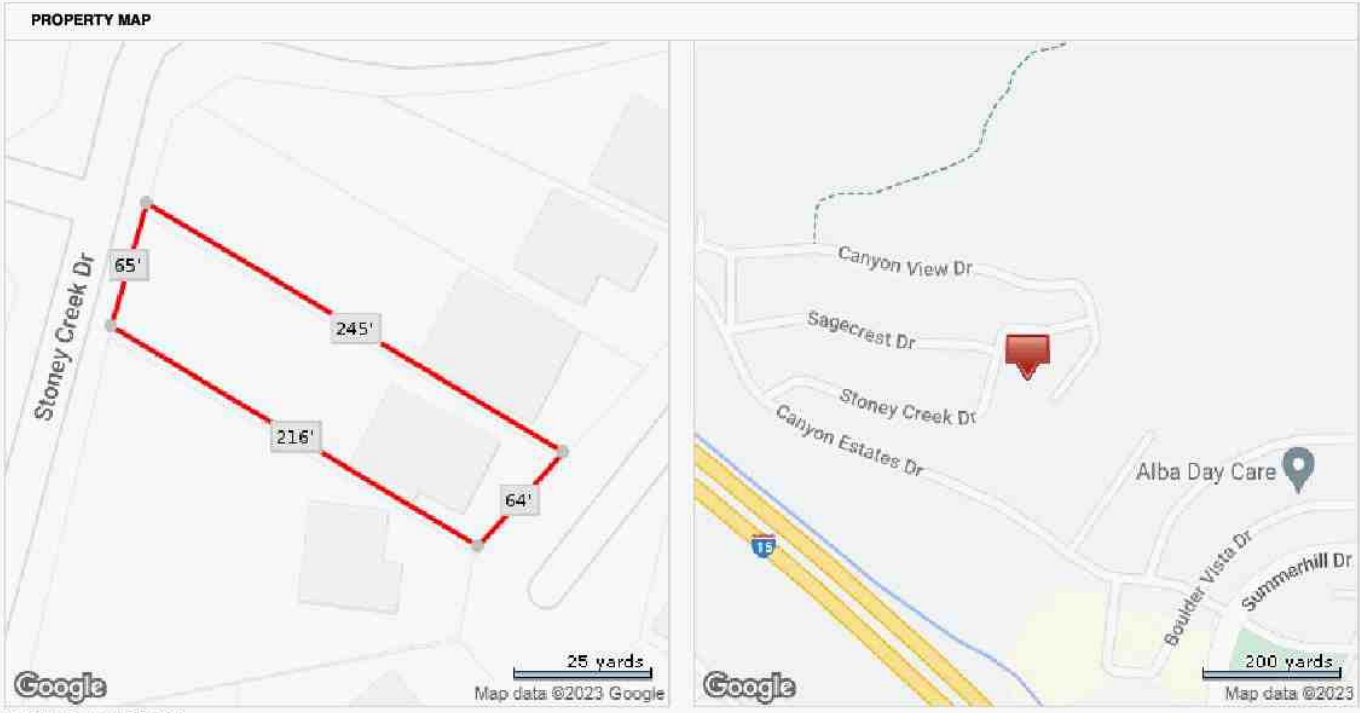 PROPERTY MAP
65'
Stoney Creek Dr
245'
216'
64'
Google
25 yards
Map data ©2023 Google
Canyon View Dr
Sagecrest Dr
Stoney Creek Dr
Canyon Estates Dr
Alba Day Care
15
Boulder Vista Dr
Summerhill Dr
Google
200 yards
Map data ©2023